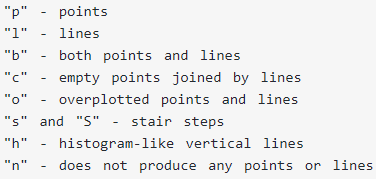 "p" - points
"l" - lines
"b" - both points and lines
"c" - empty points joined by lines
"o" - overplotted points and lines
"s" and "S" - stair steps
"h" - histogram-like vertical lines
"n" - does not produce any points or lines